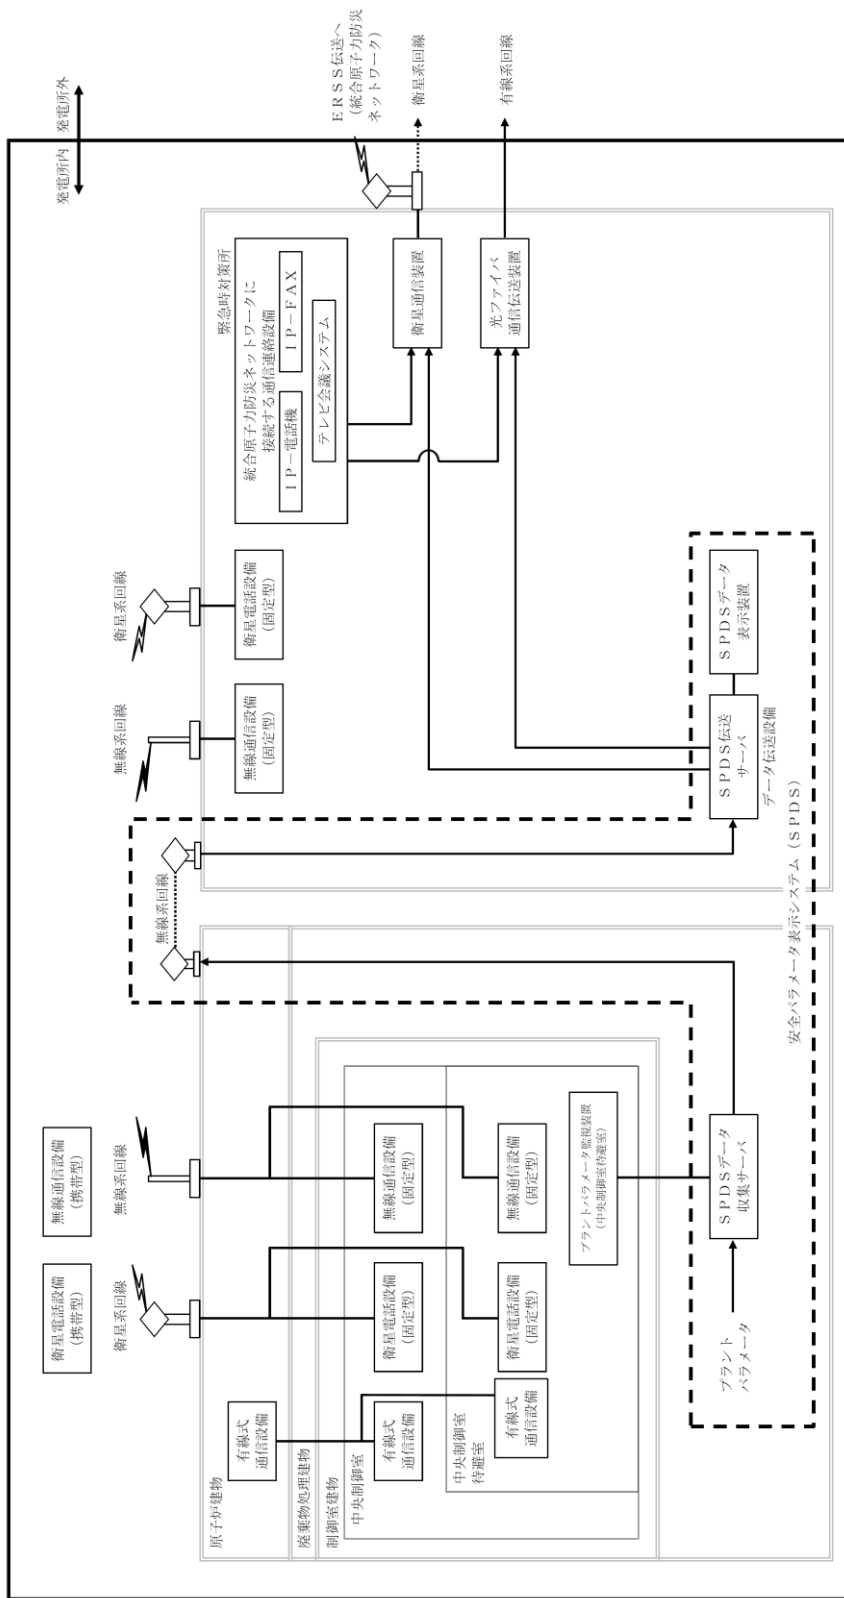 発電所内
発電所外
衛星電話設備
(携帯型)
無線通信設備
(携帯型)
衛星系回線
無線系回線
無線系回線
無線系回線
衛星系回線
ERSS伝送へ
(統合原子力防災
ネットワーク)
衛星系回線
有線系回線
原子炉建物
有線式
通信設備
廃棄物処理建物
制御室建物
中央制御室
有線式
通信設備
衛星電話設備
(固定型)
無線通信設備
(固定型)
中央制御室
待避室
有線式
通信設備
衛星電話設備
(固定型)
無線通信設備
(固定型)
プラントパラメータ監視装置
(中央制御室待避室)
プラント
パラメータ
SPDSデータ
収集サーバ
無線通信設備
(固定型)
衛星電話設備
(固定型)
緊急時対策所
統合原子力防災ネットワークに
接続する通信連絡設備
IP-電話機
IP-FAX
テレビ会議システム
衛星通信装置
光ファイバ
通信伝送装置
SPDS伝送
サーバ
SPDSデータ
表示装置
データ伝送設備
安全パラメータ表示システム(SPDS)